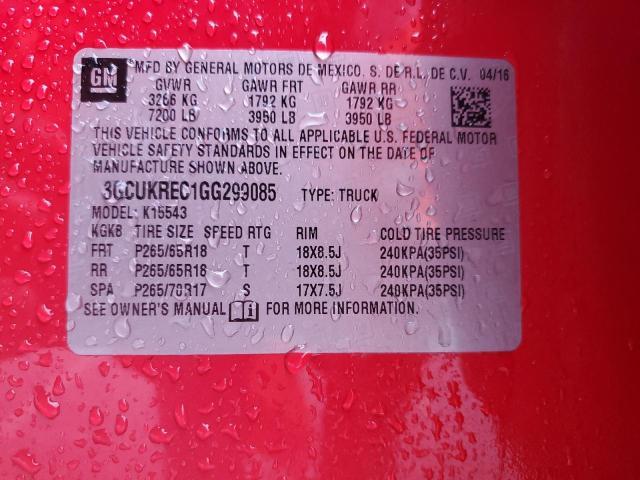 GM
MFD BY GENERAL MOTORS DE MEXICO. S. DE R.L. DE C.V. 04/16
GVWR GAWR FRT GAWR RR
3266 KG 1792 KG 1792 KG
7200 LB 3950 LB 3950 LB
THIS VEHICLE CONFORMS TO ALL APPLICABLE U.S. FEDERAL MOTOR
VEHICLE SAFETY STANDARDS IN EFFECT ON THE DATE OF
MANUFACTURE SHOWN ABOVE.
3GCUKREC1GG299085 TYPE: TRUCK
MODEL: K15543
KGKB TIRE SIZE SPEED RTG RIM COLD TIRE PRESSURE
FRT P265/65R18 T 18X8.5J 240KPA(35PSI)
RR P265/65R18 T 18X8.5J 240KPA(35PSI)
SPA P265/70R17 S 17X7.5J 240KPA(35PSI)
SEE OWNER'S MANUAL FOR MORE INFORMATION.